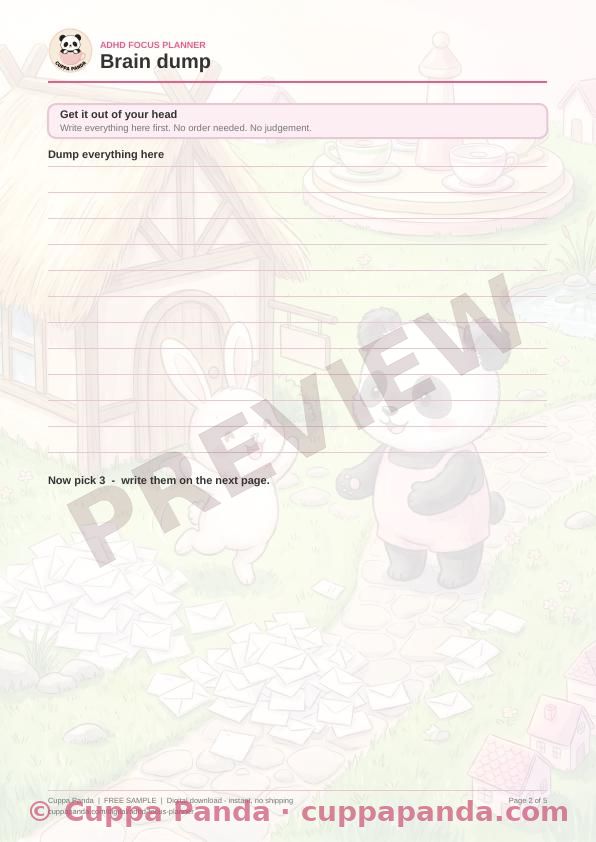 CUPPA PANDA
ADHD FOCUS PLANNER
Brain dump
Get it out of your head
Write everything here first. No order needed. No judgement.
Dump everything here
PREVIEW
Now pick 3 - write them on the next page.
Cuppa Panda | FREE SAMPLE | Digital download - instant, no shipping
Page 2 of 5
© Cuppa Panda · cuppapanda.com